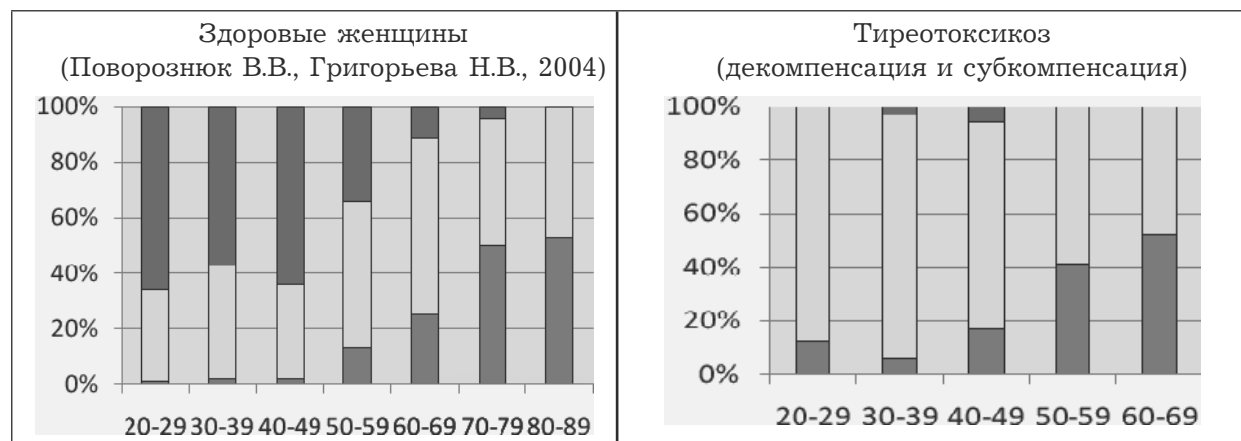 Здоровые женщины
(Поворознюк В.В., Григорьева Н.В., 2004)
100%
80%
60%
40%
20%
0%
20-29 30-39 40-49 50-59 60-69 70-79 80-89
Тиреотоксикоз
(декомпенсация и субкомпенсация)
100%
80%
60%
40%
20%
0%
20-29 30-39 40-49 50-59 60-69